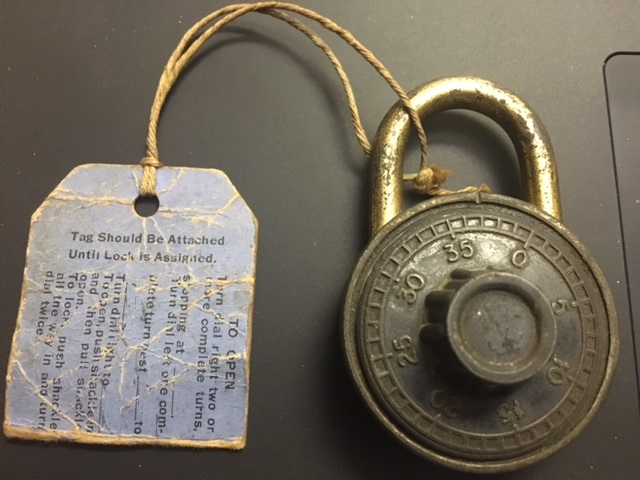 Tag Should Be Attached
Until Lock is Assigned.
TO OPEN
Turn dial right two or
more complete turns,
stopping at
Turn dial left one com-
plete turn past to
Turn dial right to
To open, push shackle in
and then pull shackle
open.
To lock, push shackle
all the way in and turn
dial twice
0
5
10
15
20
25
30
35